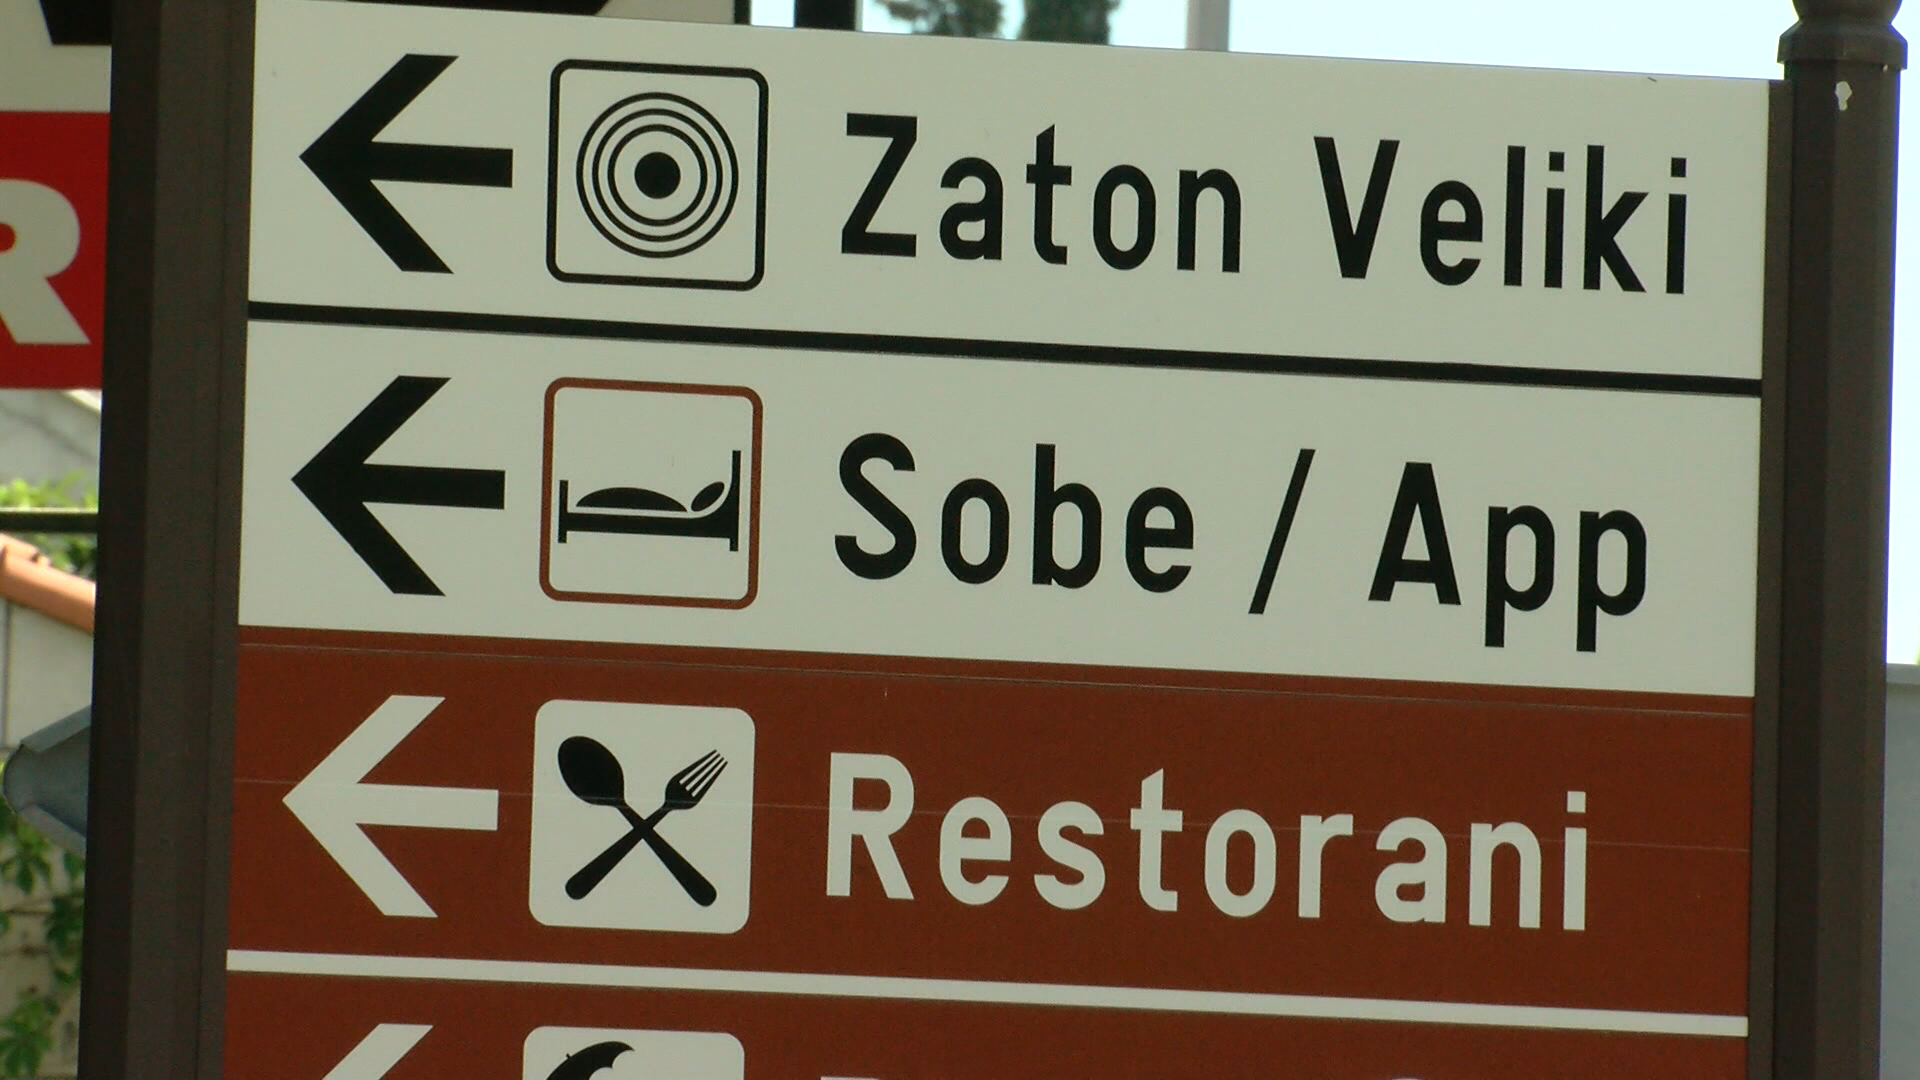 Zaton Veliki
Sobe / App
Restorani
R